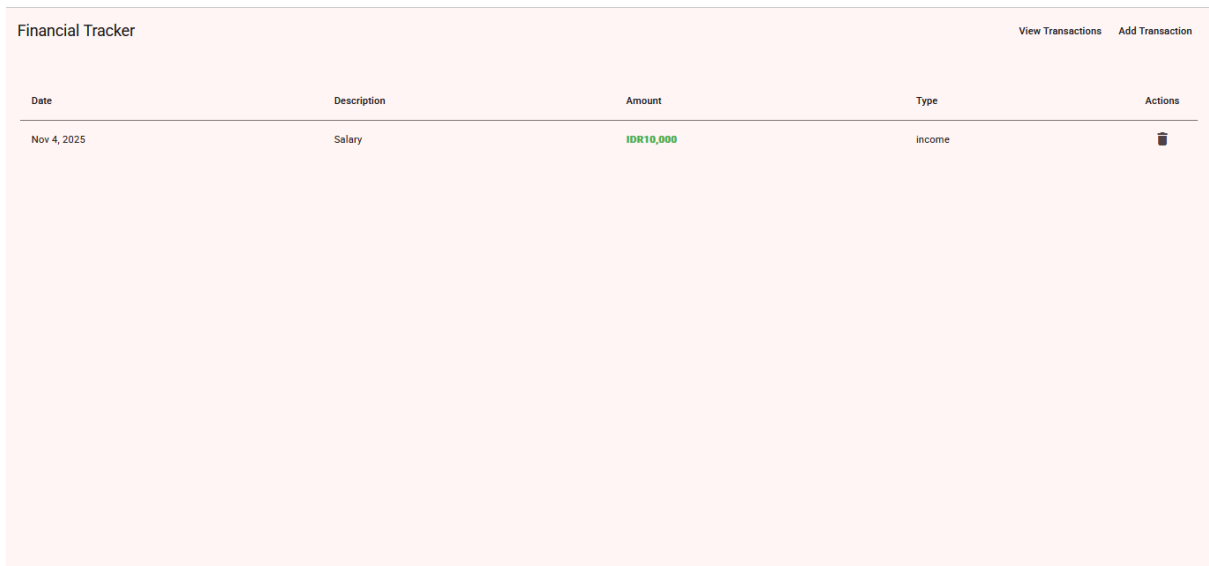 Financial Tracker
View Transactions Add Transaction
Date Description Amount Type Actions
Nov 4, 2025 Salary IDR10,000 income